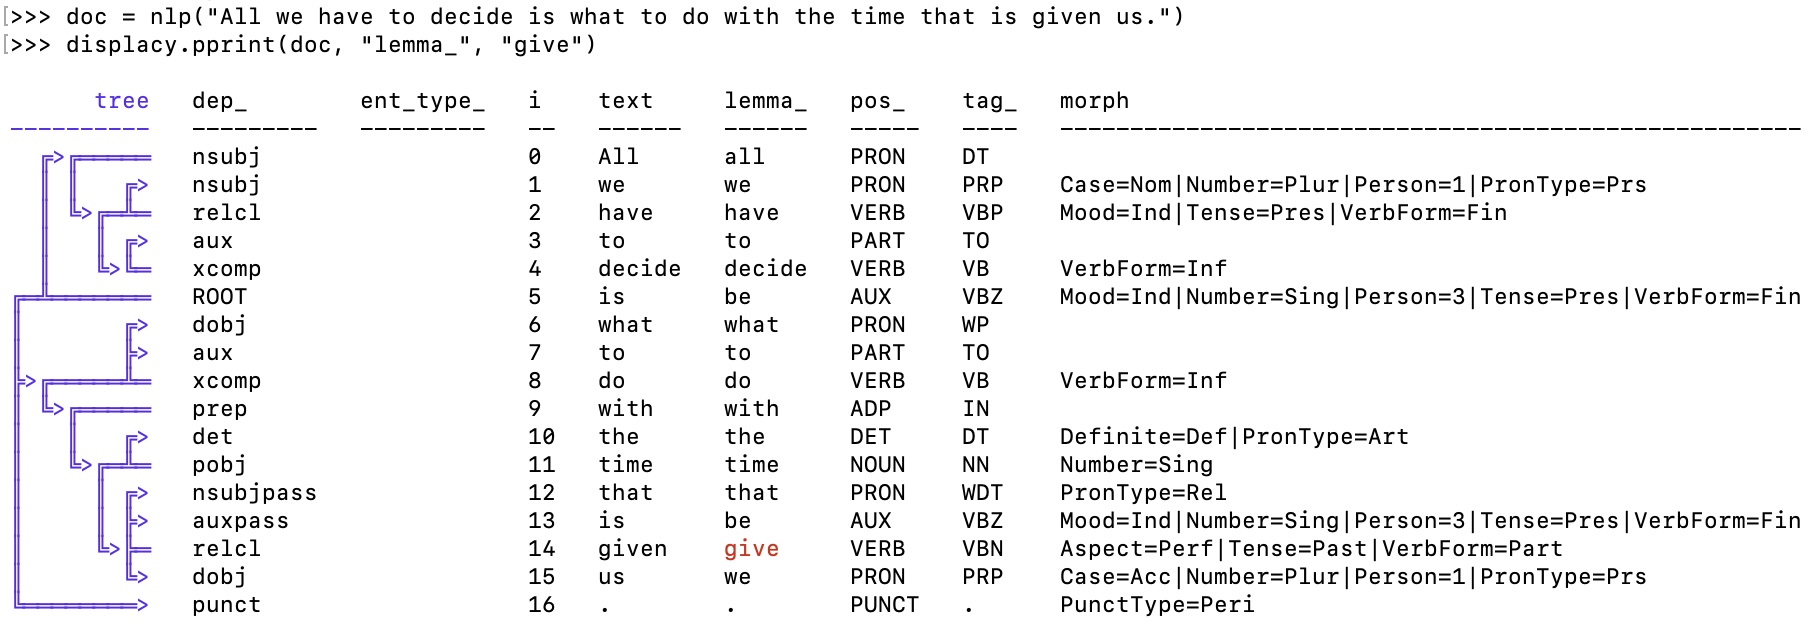 >>> doc = nlp("All we have to decide is what to do with the time that is given us.")
>>> displacy.pprint(doc, "lemma_", "give")
tree dep_ ent_type_ i text lemma_ pos_ tag_ morph
nsubj 0 All all PRON DT
nsubj 1 we we PRON PRP Case=Nom|Number=Plur|Person=1|PronType=Prs
relcl 2 have have VERB VBP Mood=Ind|Tense=Pres|VerbForm=Fin
aux 3 to to PART TO
xcomp 4 decide decide VERB VB VerbForm=Inf
ROOT 5 is be AUX VBZ Mood=Ind|Number=Sing|Person=3|Tense=Pres|VerbForm=Fin
dobj 6 what what PRON WP
aux 7 to to PART TO
xcomp 8 do do VERB VB VerbForm=Inf
prep 9 with with ADP IN
det 10 the the DET DT Definite=Def|PronType=Art
pobj 11 time time NOUN NN Number=Sing
nsubjpass 12 that that PRON WDT PronType=Rel
auxpass 13 is be AUX VBZ Mood=Ind|Number=Sing|Person=3|Tense=Pres|VerbForm=Fin
relcl 14 given give VERB VBN Aspect=Perf|Tense=Past|VerbForm=Part
dobj 15 us we PRON PRP Case=Acc|Number=Plur|Person=1|PronType=Prs
punct 16 . . PUNCT . PunctType=Peri